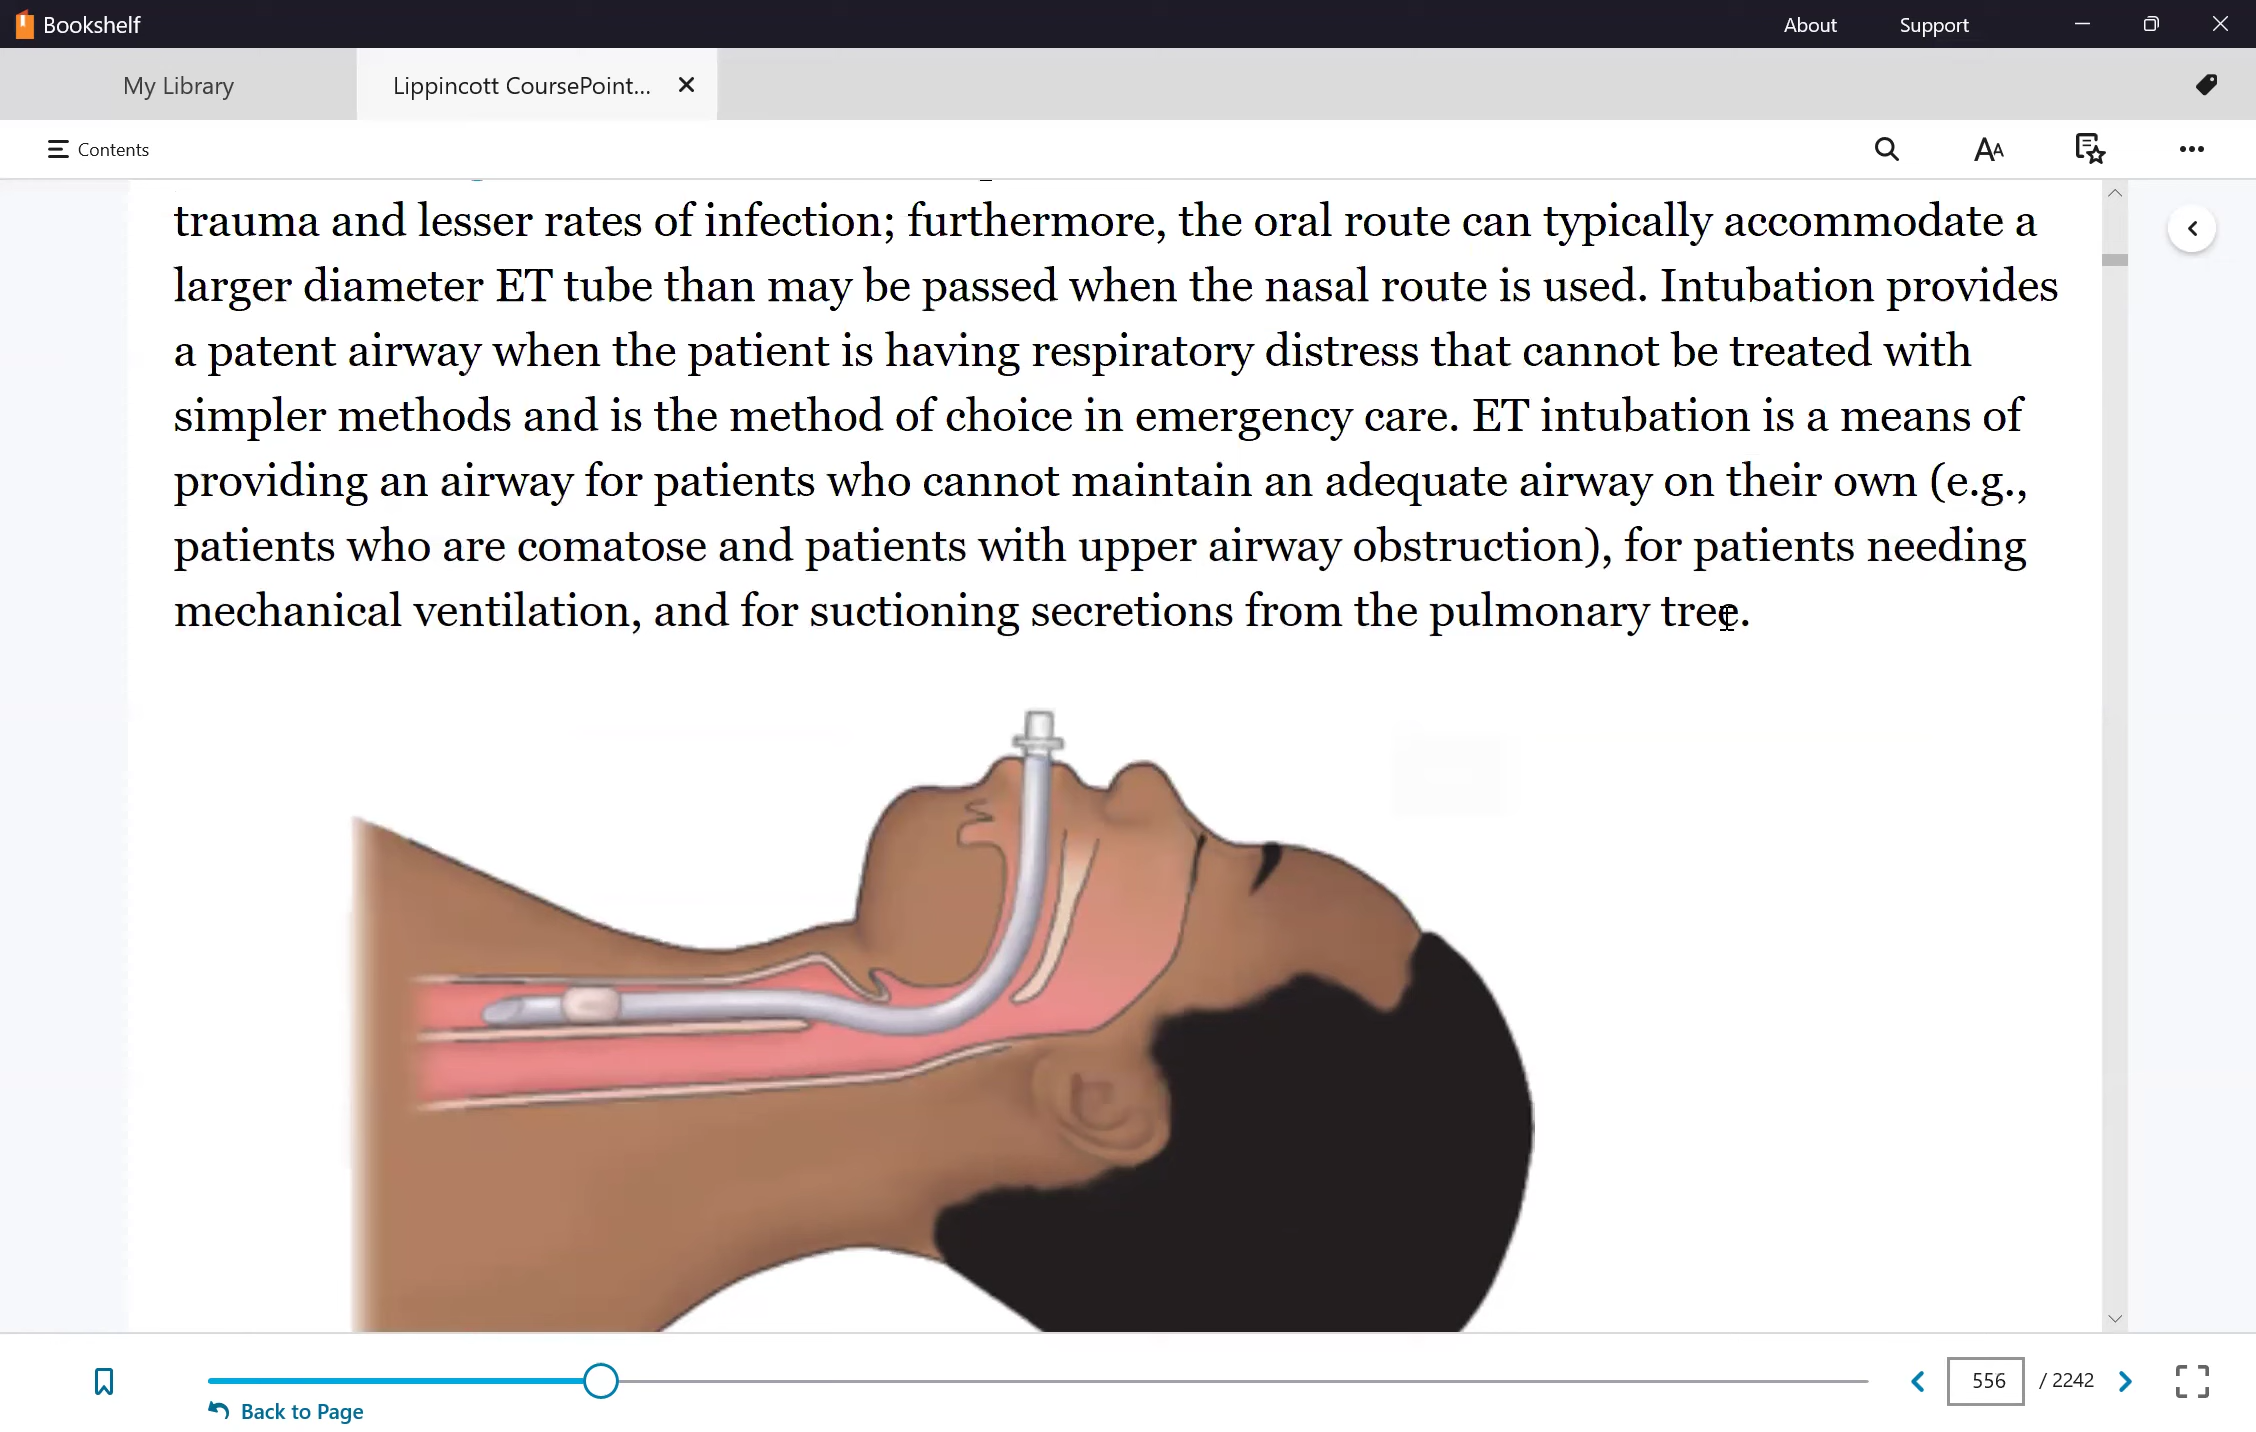 Bookshelf
About
Support
My Library
Lippincott CoursePoint...
Contents
trauma and lesser rates of infection; furthermore, the oral route can typically accommodate a
larger diameter ET tube than may be passed when the nasal route is used. Intubation provides
a patent airway when the patient is having respiratory distress that cannot be treated with
simpler methods and is the method of choice in emergency care. ET intubation is a means of
providing an airway for patients who cannot maintain an adequate airway on their own (e.g.,
patients who are comatose and patients with upper airway obstruction), for patients needing
mechanical ventilation, and for suctioning secretions from the pulmonary tree.
556 / 2242
Back to Page